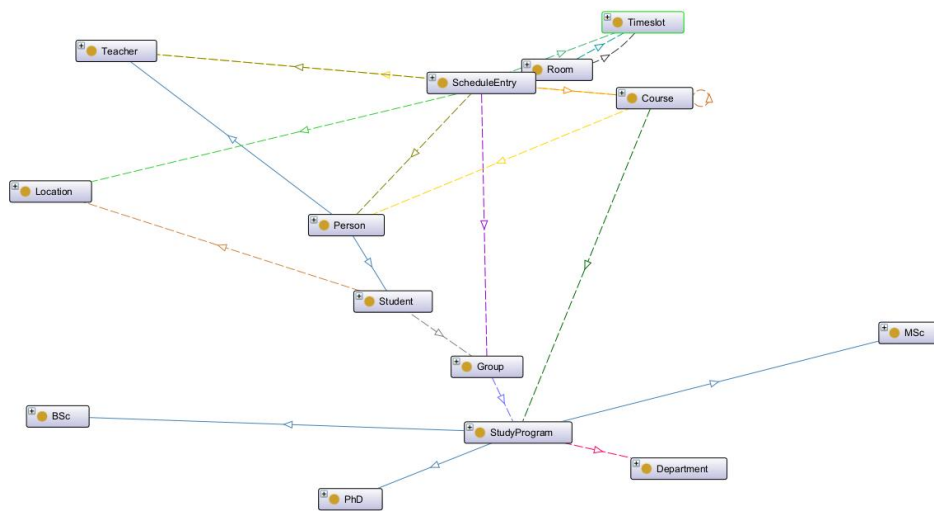 Timeslot
Teacher
Room
ScheduleEntry
Course
Location
Person
Student
MSc
Group
BSc
StudyProgram
Department
PhD